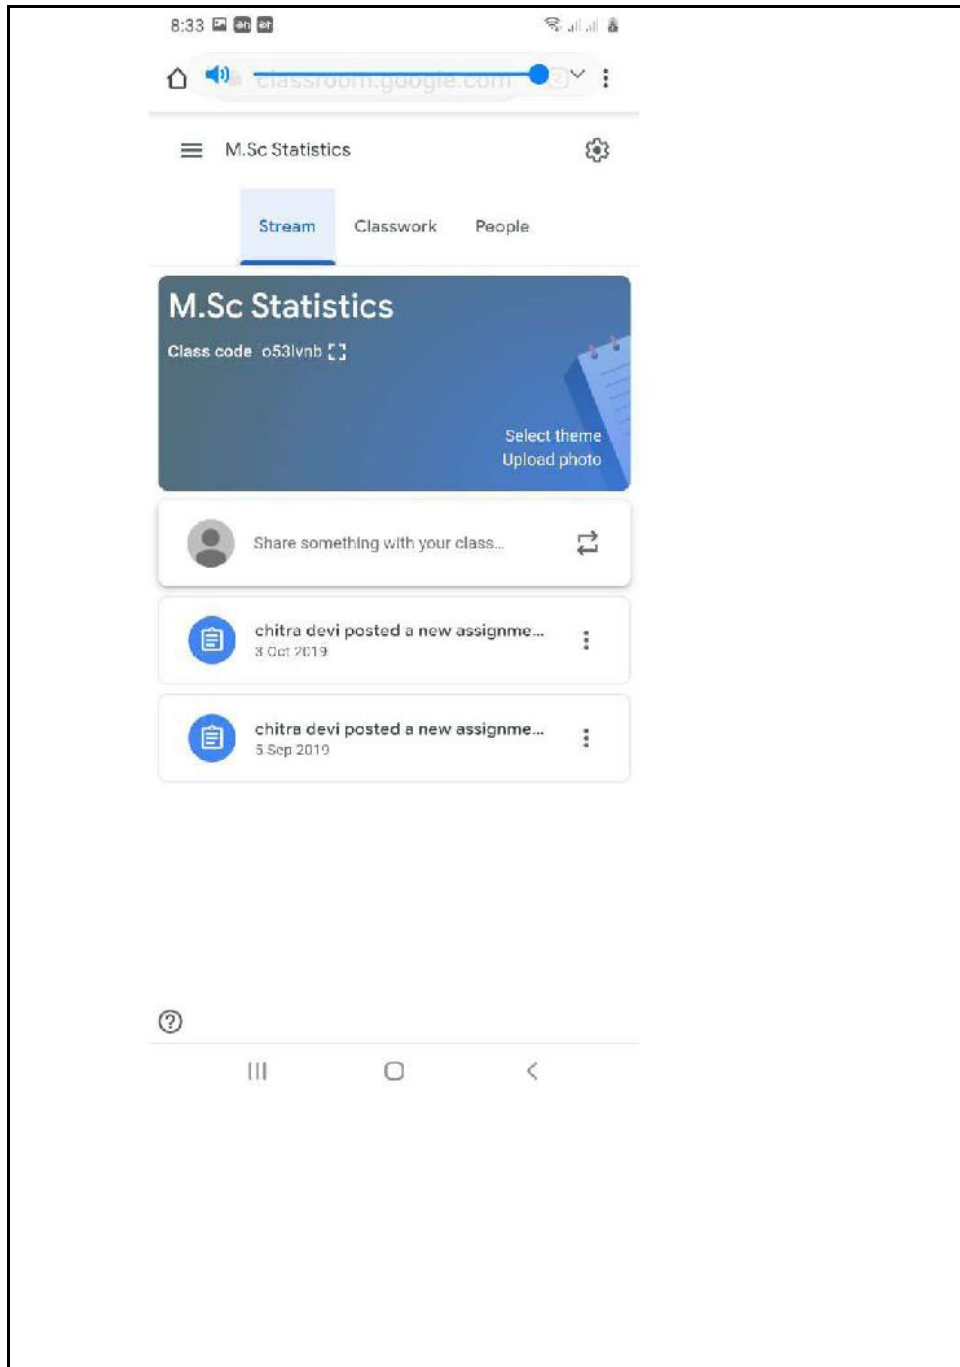 8:33
classroom.google.com
M.Sc Statistics
Stream Classwork People
M.Sc Statistics
Class code o53lvnb
Select theme
Upload photo
Share something with your class...
chitra devi posted a new assignme...
3 Oct 2019
chitra devi posted a new assignme...
5 Sep 2019